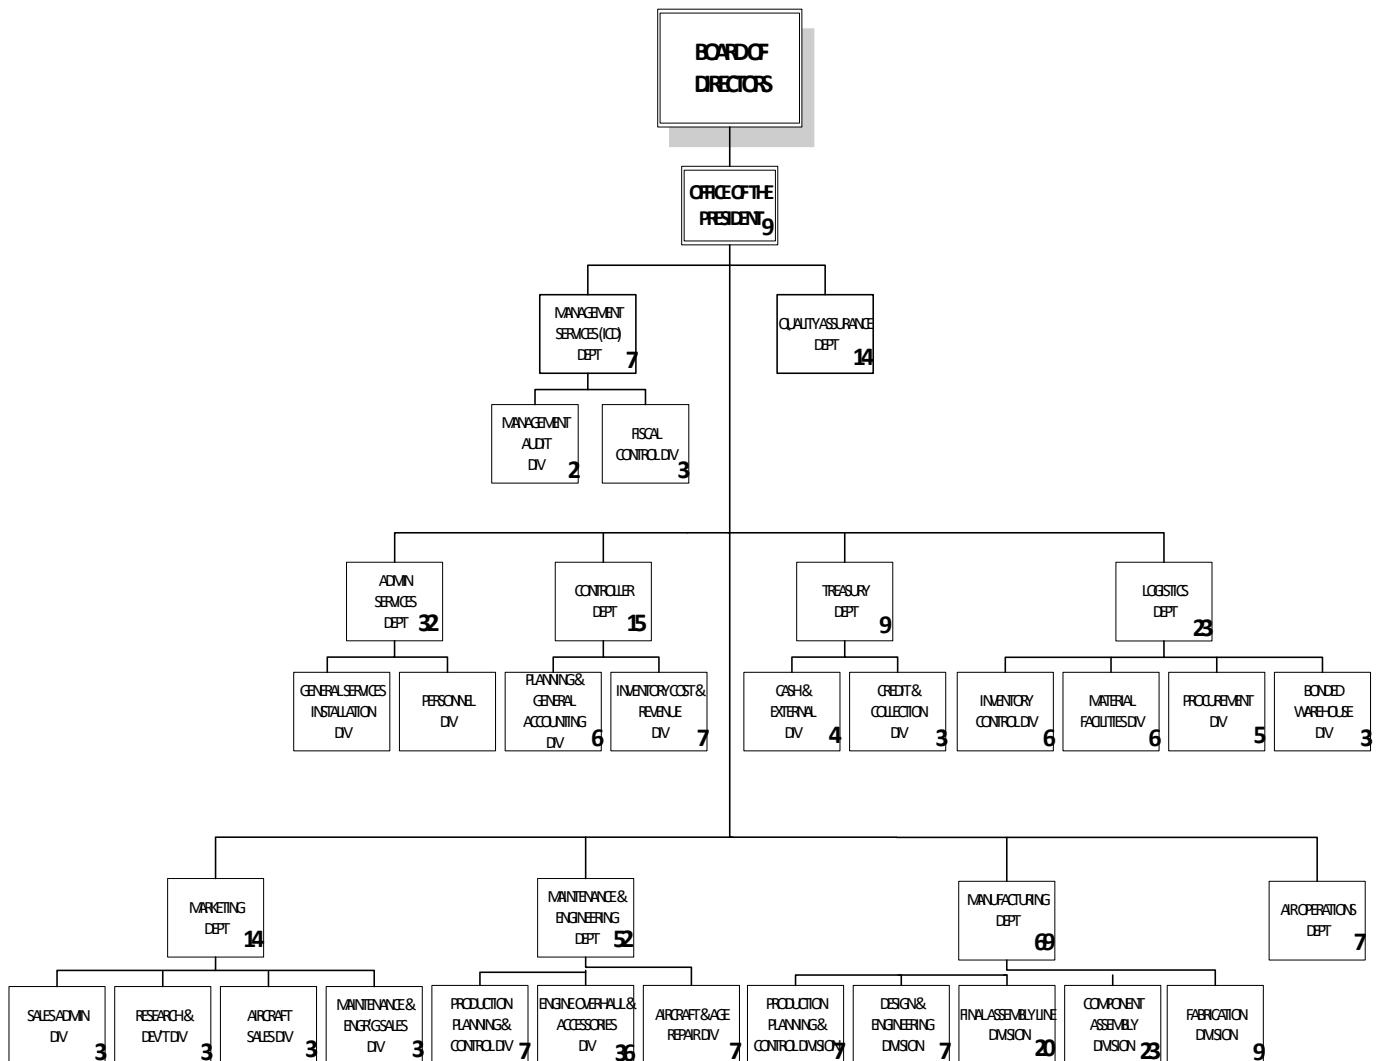 BOARD OF
DIRECTORS
OFFICE OF THE
PRESIDENT 9
MANAGEMENT
SERVICES (ICD)
DEPT 7
QUALITY ASSURANCE
DEPT 14
MANAGEMENT
AUDIT
DIV 2
FISCAL
CONTROL DIV 3
ADMIN
SERVICES
DEPT 32
CONTROLLER
DEPT 15
TREASURY
DEPT 9
LOGISTICS
DEPT 23
GENERAL SERVICES
INSTALLATION
DIV
PERSONNEL
DIV
PLANNING &
GENERAL
ACCOUNTING
DIV 6
INVENTORY COST &
REVENUE
DIV 7
CASH &
EXTERNAL
DIV 4
CREDIT &
COLLECTION
DIV 3
INVENTORY
CONTROL DIV 6
MATERIAL
FACILITIES DIV 6
PROCUREMENT
DIV 5
BONDED
WAREHOUSE
DIV 3
MARKETING
DEPT 14
MAINTENANCE &
ENGINEERING
DEPT 52
MANUFACTURING
DEPT 69
AIR OPERATIONS
DEPT 7
SALES ADMIN
DIV 3
RESEARCH &
DEV'T DIV 3
AIRCRAFT
SALES DIV 3
MAINTENANCE &
ENGR'G SALES
DIV 3
PRODUCTION
PLANNING &
CONTROL DIV 7
ENGINE OVERHAUL &
ACCESSORIES
DIV 36
AIRCRAFT & AGE
REPAIR DIV 7
PRODUCTION
PLANNING &
CONTROL DIVISION 7
DESIGN &
ENGINEERING
DIVISION 7
FINAL ASSEMBLY LINE
DIVISION 20
COMPONENT
ASSEMBLY
DIVISION 23
FABRICATION
DIVISION 9